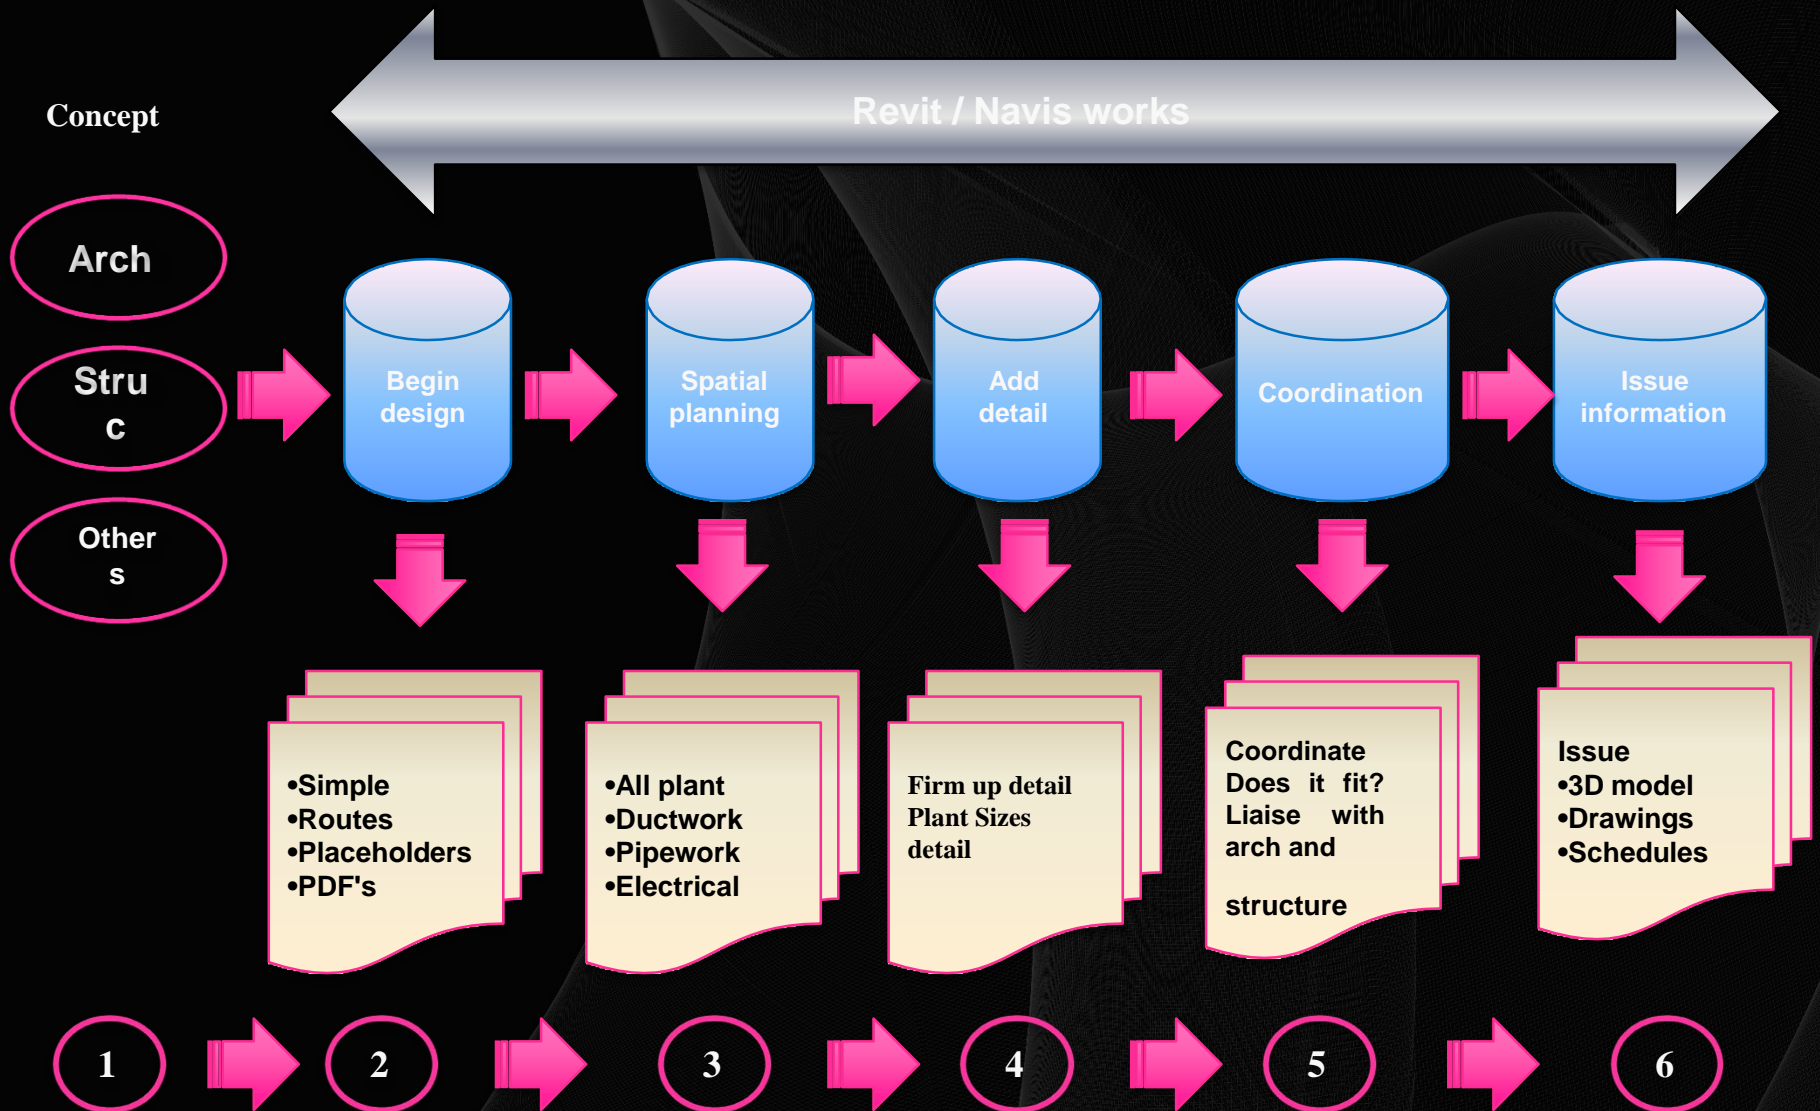 Revit / Navis works
Concept
Arch
Stru
c
Other
s
Begin
design
Spatial
planning
Add
detail
Coordination
Issue
information
•Simple
•Routes
•Placeholders
•PDF's
•All plant
•Ductwork
•Pipework
•Electrical
Firm up detail
Plant Sizes
detail
Coordinate
Does it fit?
Liaise with
arch and
structure
Issue
•3D model
•Drawings
•Schedules
1
2
3
4
5
6